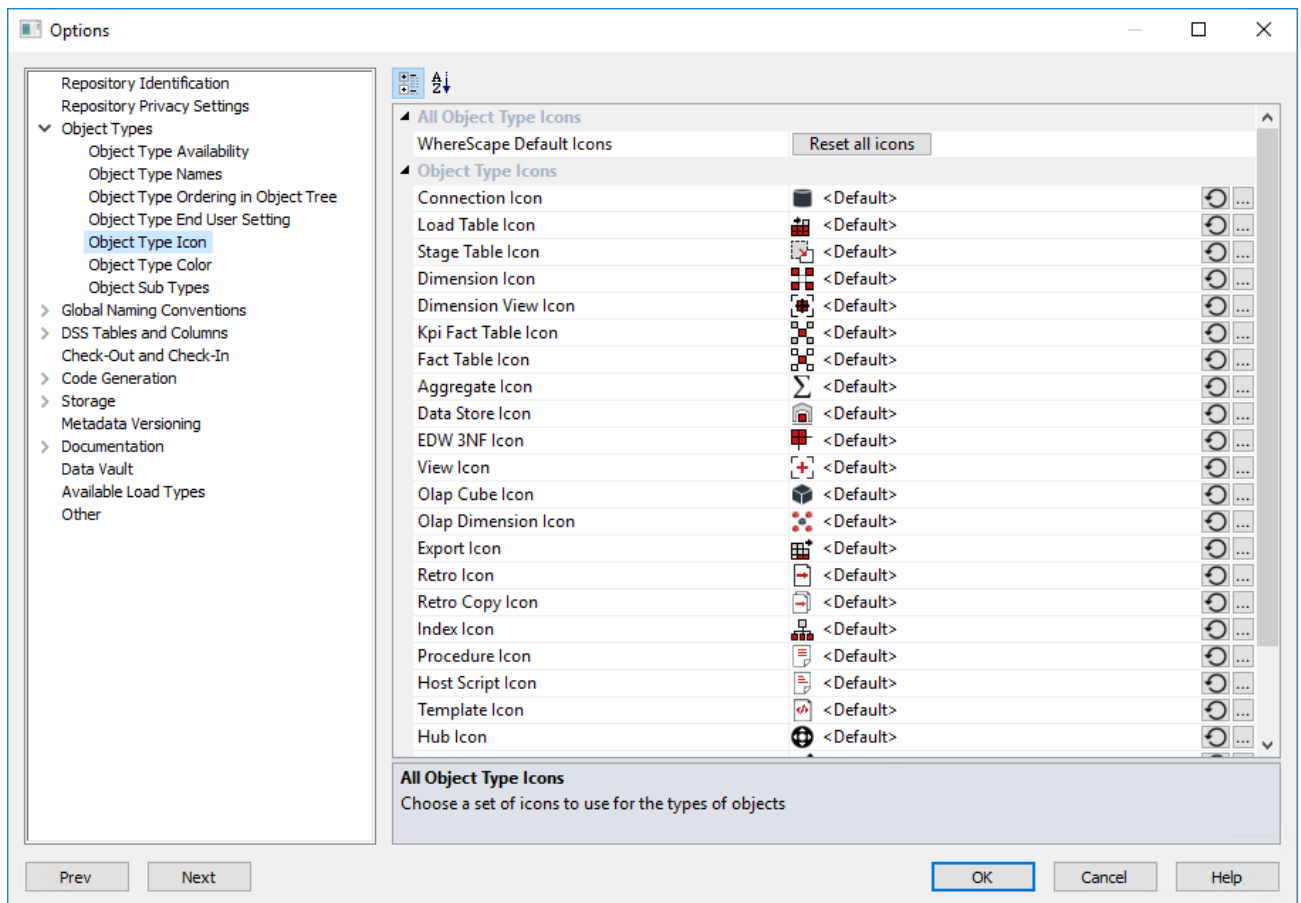 Options
Repository Identification
Repository Privacy Settings
Object Types
Object Type Availability
Object Type Names
Object Type Ordering in Object Tree
Object Type End User Setting
Object Type Icon
Object Type Color
Object Sub Types
Global Naming Conventions
DSS Tables and Columns
Check-Out and Check-In
Code Generation
Storage
Metadata Versioning
Documentation
Data Vault
Available Load Types
Other
All Object Type Icons
WhereScape Default Icons Reset all icons
Object Type Icons
Connection Icon <Default> ...
Load Table Icon <Default> ...
Stage Table Icon <Default> ...
Dimension Icon <Default> ...
Dimension View Icon <Default> ...
Kpi Fact Table Icon <Default> ...
Fact Table Icon <Default> ...
Aggregate Icon <Default> ...
Data Store Icon <Default> ...
EDW 3NF Icon <Default> ...
View Icon <Default> ...
Olap Cube Icon <Default> ...
Olap Dimension Icon <Default> ...
Export Icon <Default> ...
Retro Icon <Default> ...
Retro Copy Icon <Default> ...
Index Icon <Default> ...
Procedure Icon <Default> ...
Host Script Icon <Default> ...
Template Icon <Default> ...
Hub Icon <Default> ...
All Object Type Icons
Choose a set of icons to use for the types of objects
Prev Next OK Cancel Help